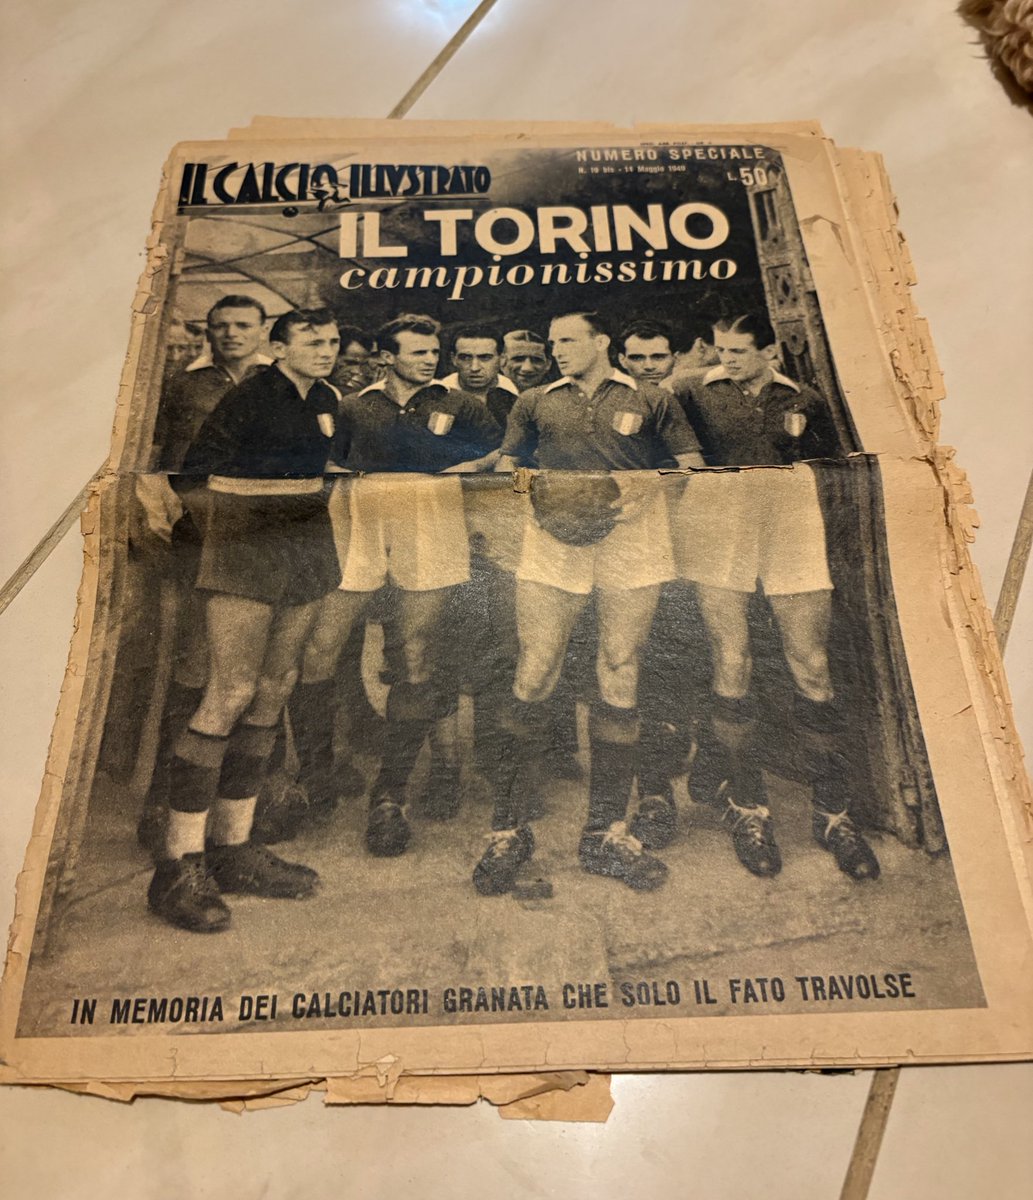 IL CALCIO ILLVSTRATO
NUMERO SPECIALE
N. 19 bis - 14 Maggio 1949
L. 50
IL TORINO
campionissimo
IN MEMORIA DEI CALCIATORI GRANATA CHE SOLO IL FATO TRAVOLSE